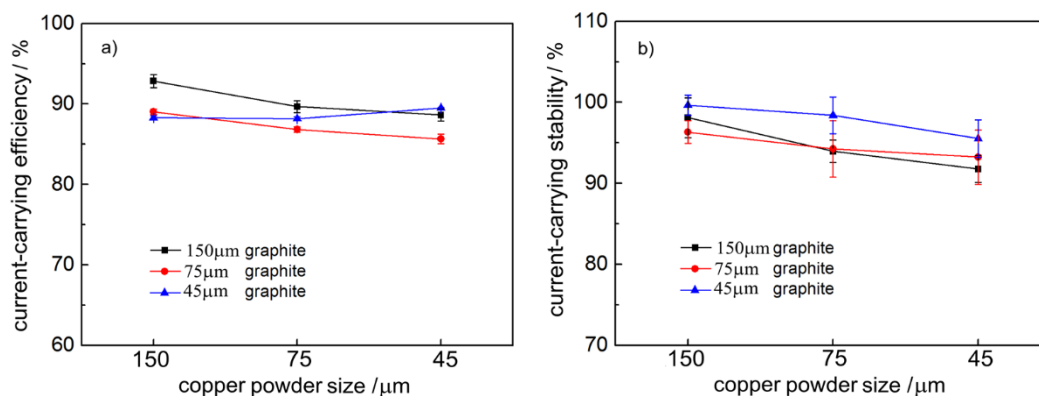 a)
current-carrying efficiency / %
100
90
80
70
60
150μm graphite
75μm graphite
45μm graphite
150
75
45
copper powder size /μm
b)
current-carrying stability / %
110
100
90
80
70
150μm graphite
75μm graphite
45μm graphite
150
75
45
copper powder size /μm